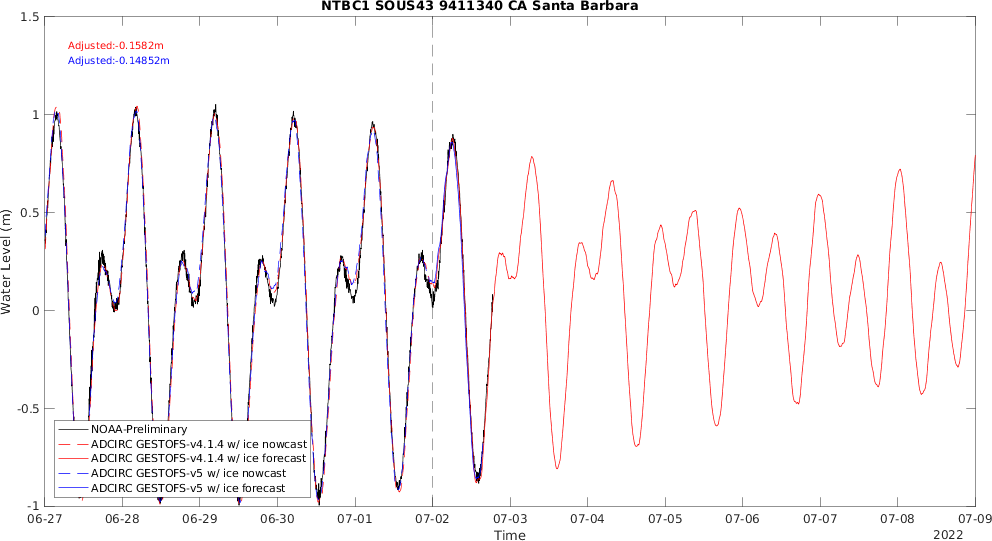 NTBC1 SOUS43 9411340 CA Santa Barbara
1.5
Adjusted:-0.1582m
Adjusted:-0.14852m
1
0.5
Water Level (m)
0
-0.5
NOAA-Preliminary
ADCIRC GESTOFS-v4.1.4 w/ ice nowcast
ADCIRC GESTOFS-v4.1.4 w/ ice forecast
ADCIRC GESTOFS-v5 w/ ice nowcast
ADCIRC GESTOFS-v5 w/ ice forecast
-1
06-27 06-28 06-29 06-30 07-01 07-02 07-03 07-04 07-05 07-06 07-07 07-08 07-09
Time
2022